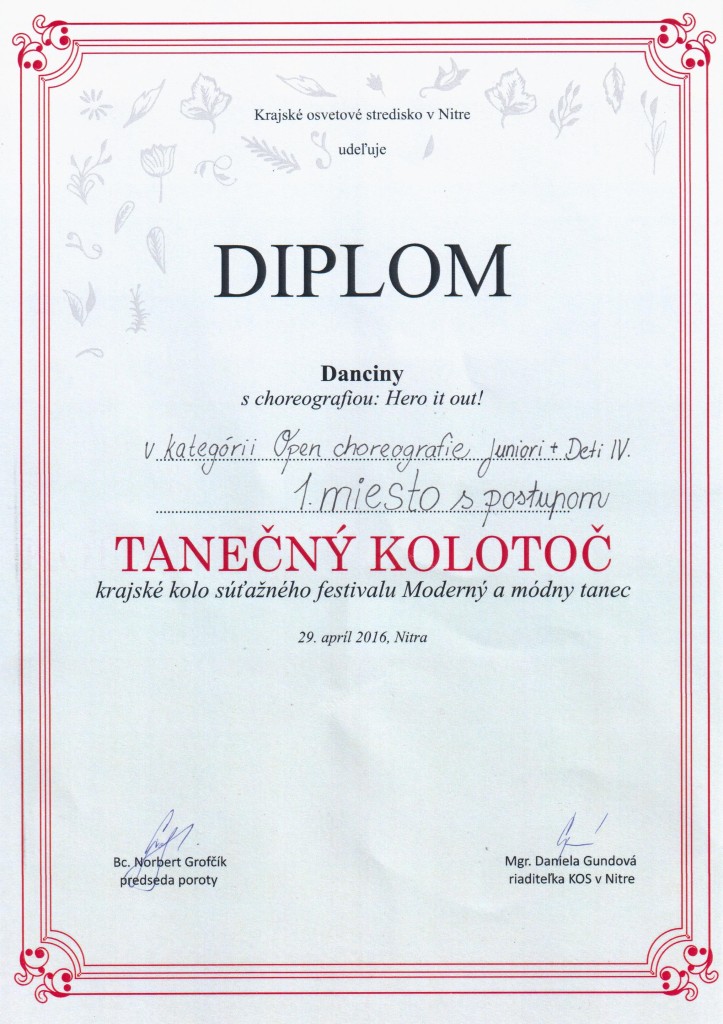 Krajské osvetové stredisko v Nitre
udeľuje
DIPLOM
Danciny
s choreografiou: Hero it out!
v kategórii Open choreografie Juniori + Deti IV.
1. miesto s postupom
TANEČNÝ KOLOTOČ
krajské kolo súťažného festivalu Moderný a módny tanec
29. apríl 2016, Nitra
Bc. Norbert Grofčík
predseda poroty
Mgr. Daniela Gundová
riaditeľka KOS v Nitre